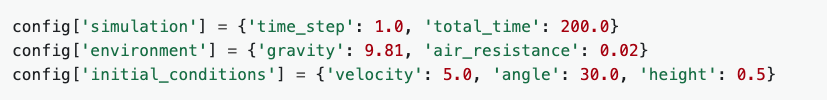 config['simulation'] = {'time_step': 1.0, 'total_time': 200.0}
config['environment'] = {'gravity': 9.81, 'air_resistance': 0.02}
config['initial_conditions'] = {'velocity': 5.0, 'angle': 30.0, 'height': 0.5}